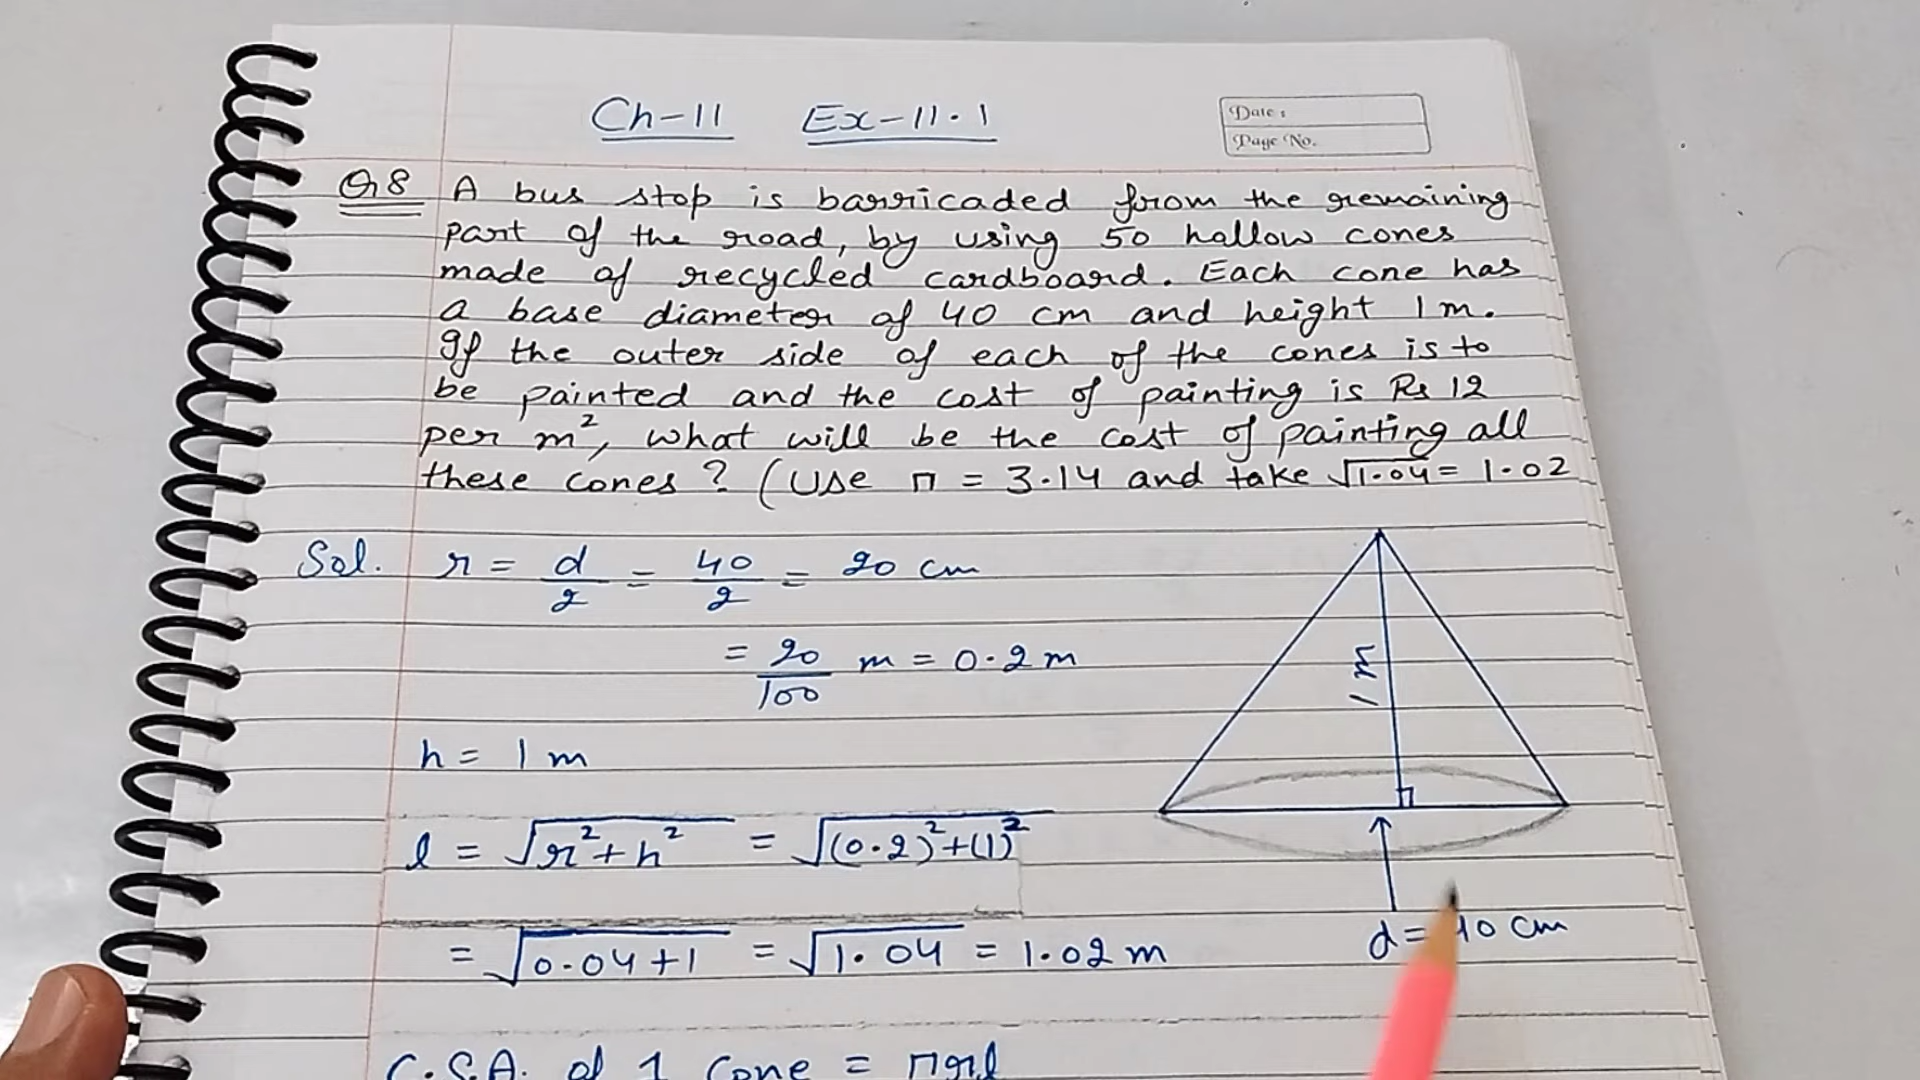 Ch-11 Ex-11.1
Date :
Page No.
Q8 A bus stop is barricaded from the remaining
part of the road, by using 50 hollow cones
made of recycled cardboard. Each cone has
a base diameter of 40 cm and height 1 m.
If the outer side of each of the cones is to
be painted and the cost of painting is Rs 12
per m², what will be the cost of painting all
these cones? (Use π = 3.14 and take √1.04 = 1.02
Sol. r = d/2 = 40/2 = 20 cm
= 20/100 m = 0.2 m
h = 1 m
1 m
l = √r²+h² = √(0.2)²+(1)²
= √0.04+1 = √1.04 = 1.02 m
d = 40 cm
C.S.A. of 1 cone = πrl